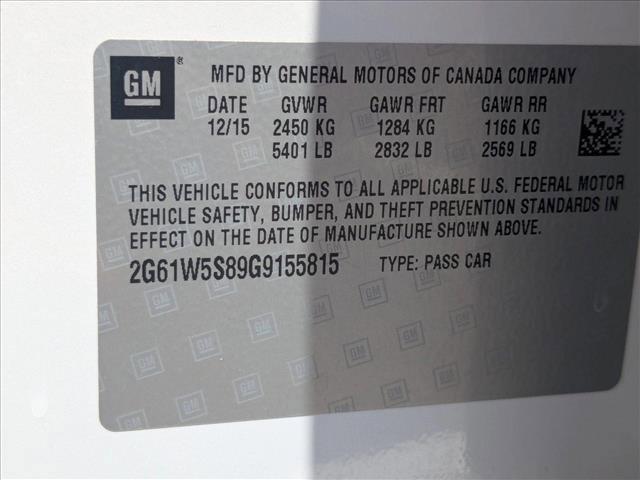 GM
MFD BY GENERAL MOTORS OF CANADA COMPANY
DATE GVWR GAWR FRT GAWR RR
12/15 2450 KG 1284 KG 1166 KG
5401 LB 2832 LB 2569 LB
THIS VEHICLE CONFORMS TO ALL APPLICABLE U.S. FEDERAL MOTOR
VEHICLE SAFETY, BUMPER, AND THEFT PREVENTION STANDARDS IN
EFFECT ON THE DATE OF MANUFACTURE SHOWN ABOVE.
2G61W5S89G9155815 TYPE: PASS CAR